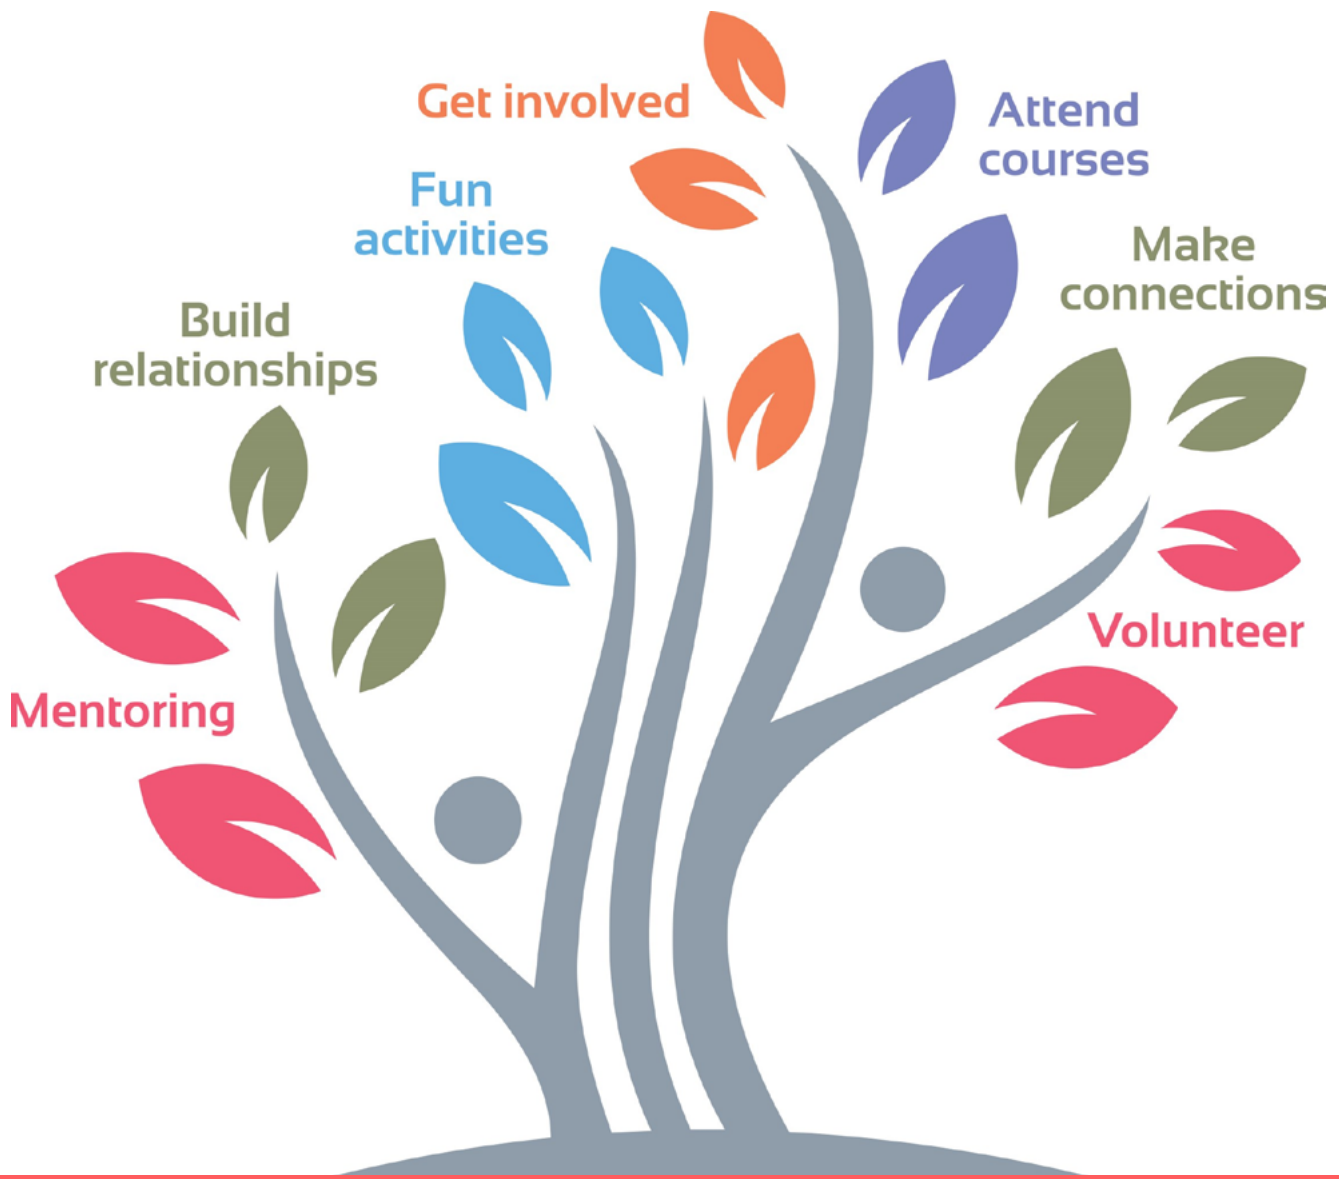 Get involved
Attend
courses
Fun
activities
Make
connections
Build
relationships
Volunteer
Mentoring